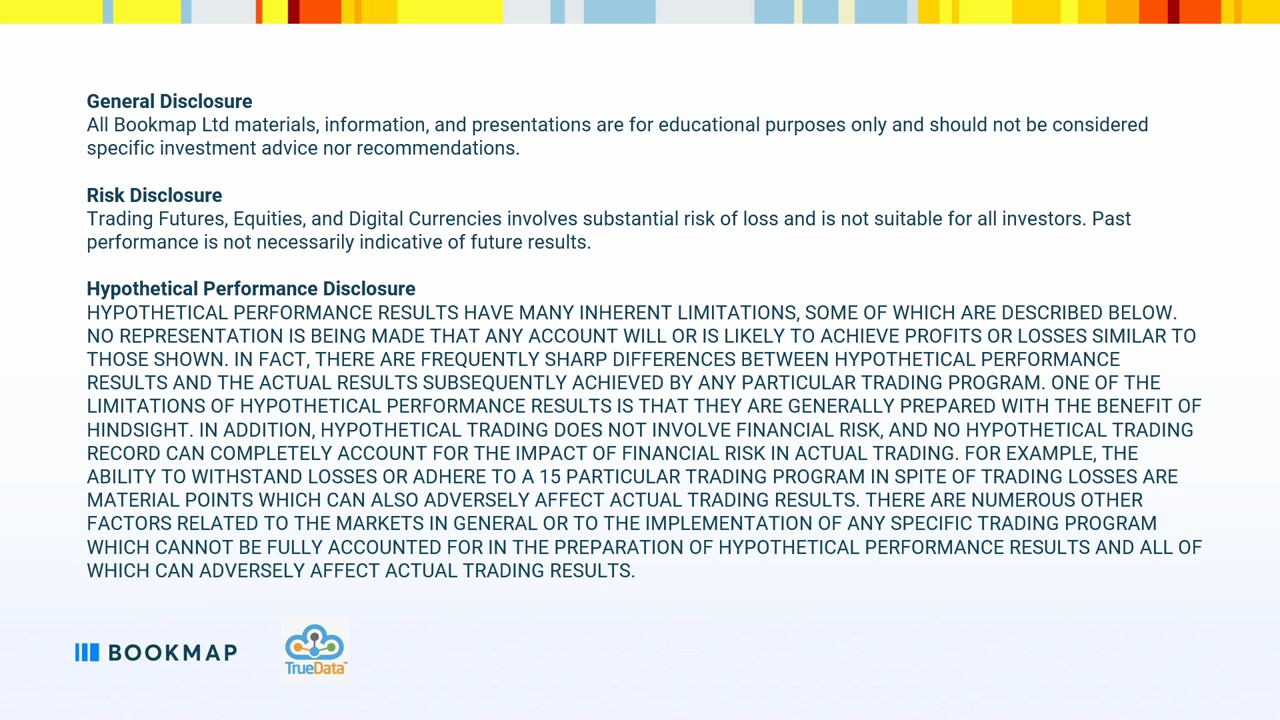 General Disclosure
All Bookmap Ltd materials, information, and presentations are for educational purposes only and should not be considered
specific investment advice nor recommendations.
Risk Disclosure
Trading Futures, Equities, and Digital Currencies involves substantial risk of loss and is not suitable for all investors. Past
performance is not necessarily indicative of future results.
Hypothetical Performance Disclosure
HYPOTHETICAL PERFORMANCE RESULTS HAVE MANY INHERENT LIMITATIONS, SOME OF WHICH ARE DESCRIBED BELOW.
NO REPRESENTATION IS BEING MADE THAT ANY ACCOUNT WILL OR IS LIKELY TO ACHIEVE PROFITS OR LOSSES SIMILAR TO
THOSE SHOWN. IN FACT, THERE ARE FREQUENTLY SHARP DIFFERENCES BETWEEN HYPOTHETICAL PERFORMANCE
RESULTS AND THE ACTUAL RESULTS SUBSEQUENTLY ACHIEVED BY ANY PARTICULAR TRADING PROGRAM. ONE OF THE
LIMITATIONS OF HYPOTHETICAL PERFORMANCE RESULTS IS THAT THEY ARE GENERALLY PREPARED WITH THE BENEFIT OF
HINDSIGHT. IN ADDITION, HYPOTHETICAL TRADING DOES NOT INVOLVE FINANCIAL RISK, AND NO HYPOTHETICAL TRADING
RECORD CAN COMPLETELY ACCOUNT FOR THE IMPACT OF FINANCIAL RISK IN ACTUAL TRADING. FOR EXAMPLE, THE
ABILITY TO WITHSTAND LOSSES OR ADHERE TO A 15 PARTICULAR TRADING PROGRAM IN SPITE OF TRADING LOSSES ARE
MATERIAL POINTS WHICH CAN ALSO ADVERSELY AFFECT ACTUAL TRADING RESULTS. THERE ARE NUMEROUS OTHER
FACTORS RELATED TO THE MARKETS IN GENERAL OR TO THE IMPLEMENTATION OF ANY SPECIFIC TRADING PROGRAM
WHICH CANNOT BE FULLY ACCOUNTED FOR IN THE PREPARATION OF HYPOTHETICAL PERFORMANCE RESULTS AND ALL OF
WHICH CAN ADVERSELY AFFECT ACTUAL TRADING RESULTS.
BOOKMAP
TrueData™